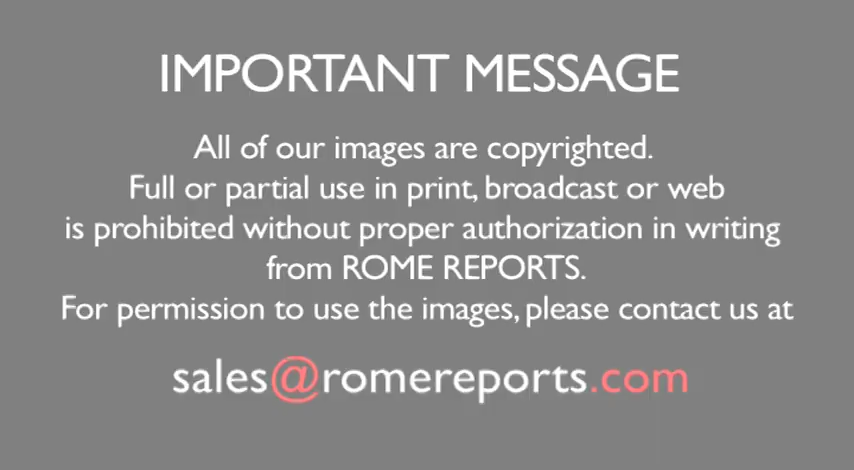 IMPORTANT MESSAGE
All of our images are copyrighted.
Full or partial use in print, broadcast or web
is prohibited without proper authorization in writing
from ROME REPORTS.
For permission to use the images, please contact us at
sales@romereports.com